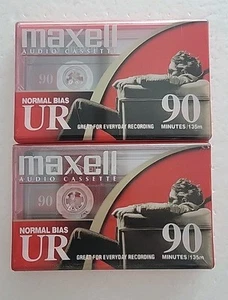 maxell
AUDIO CASSETTE
90
NORMAL BIAS
UR
90
GREAT FOR EVERYDAY RECORDING
MINUTES/135m
maxell
AUDIO CASSETTE
90
NORMAL BIAS
UR
90
GREAT FOR EVERYDAY RECORDING
MINUTES/135m